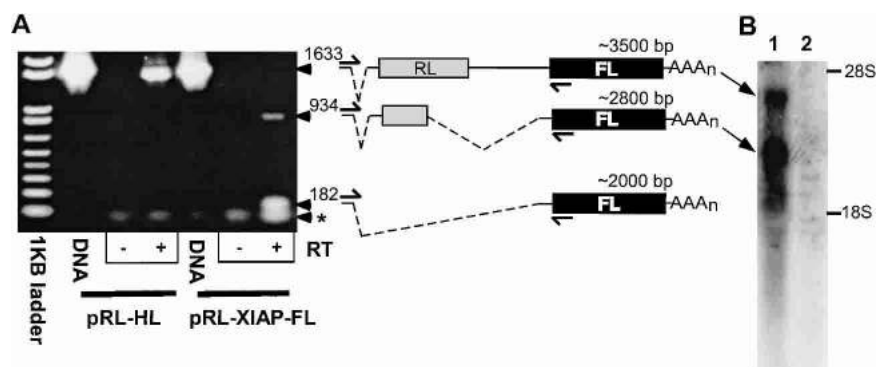 A
B
1633
RL
~3500 bp
FL
AAAn
1 2
28S
934
~2800 bp
FL
AAAn
182
*
~2000 bp
FL
AAAn
18S
1KB ladder
DNA
- +
DNA
- +
RT
pRL-HL
pRL-XIAP-FL